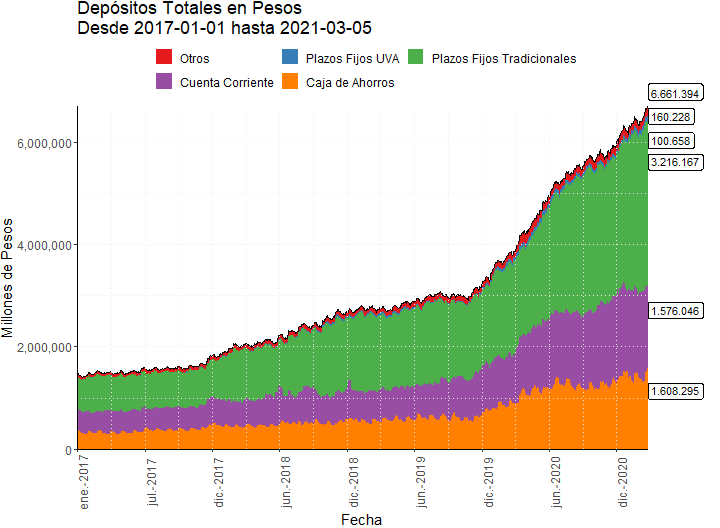 Depósitos Totales en Pesos
Desde 2017-01-01 hasta 2021-03-05
Otros
Plazos Fijos UVA
Plazos Fijos Tradicionales
Cuenta Corriente
Caja de Ahorros
6.661.394
160.228
100.658
3.216.167
1.576.046
1.608.295
6,000,000
4,000,000
2,000,000
0
Millones de Pesos
ene.-2017
jul.-2017
dic.-2017
jun.-2018
dic.-2018
jun.-2019
dic.-2019
jun.-2020
dic.-2020
Fecha